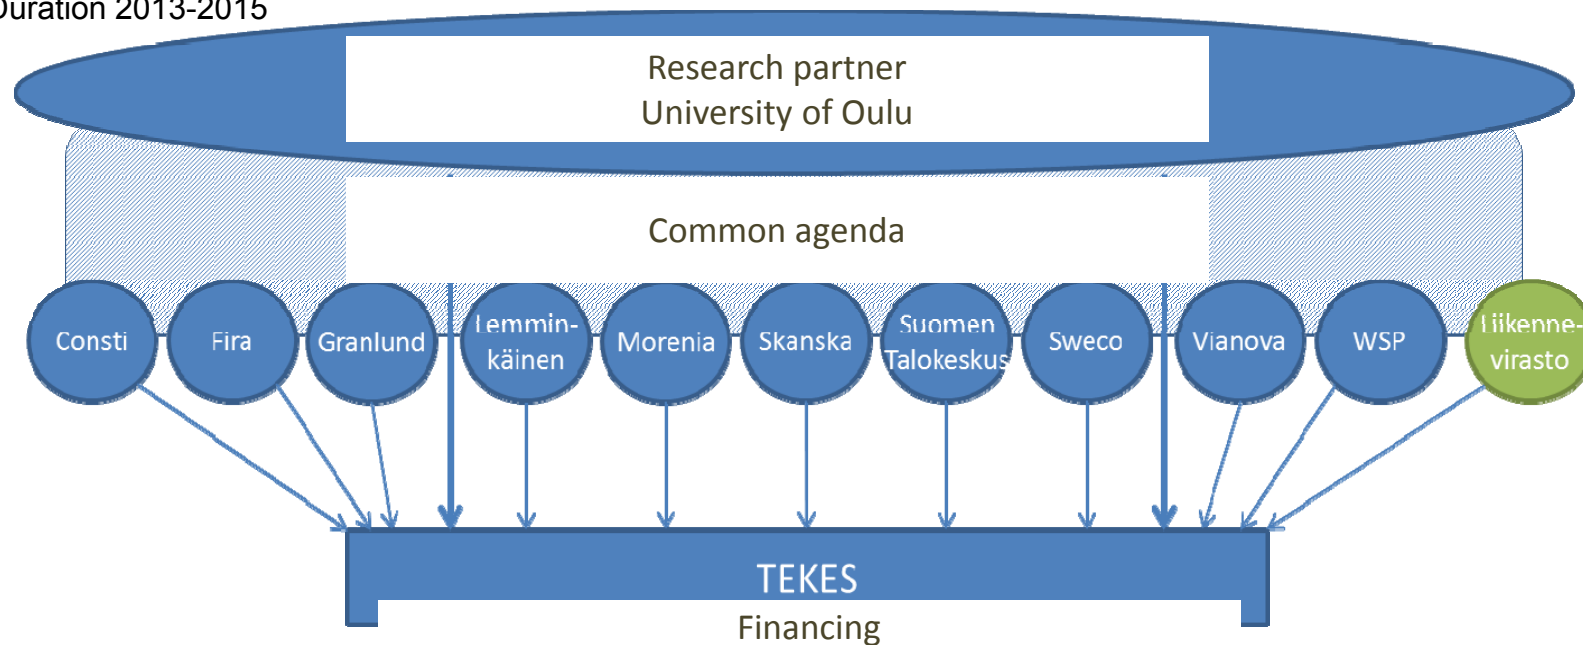 Duration 2013-2015
Research partner
University of Oulu
Common agenda
Consti
Fira
Granlund
Lemmin-
käinen
Morenia
Skanska
Suomen
Talokeskus
Sweco
Vianova
WSP
Liikenne-
virasto
TEKES
Financing